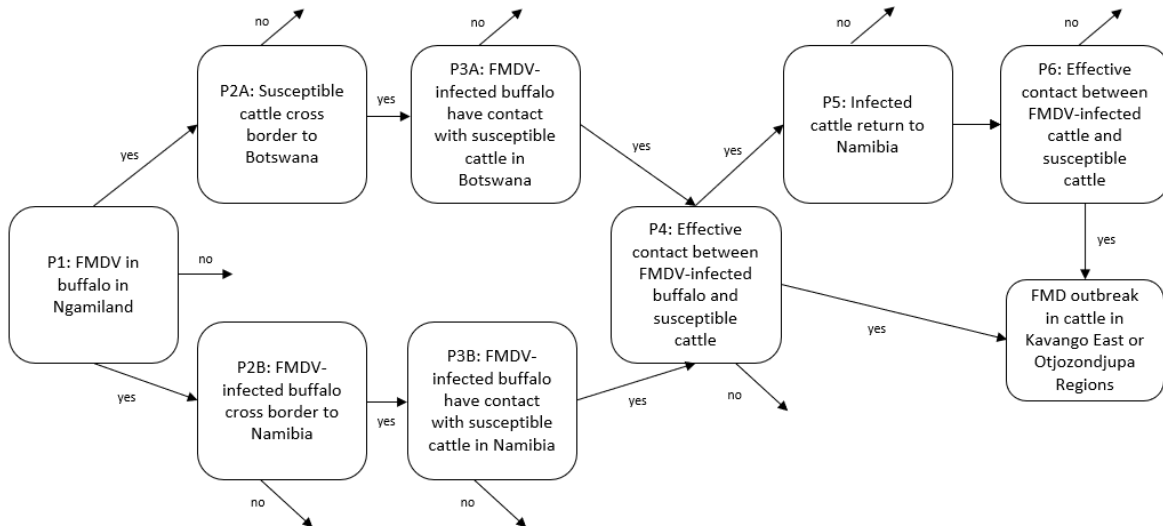 no
no
no
no
P2A: Susceptible
cattle cross
border to
Botswana
yes
P3A: FMDV-
infected buffalo
have contact
with susceptible
cattle in
Botswana
P5: Infected
cattle return to
Namibia
P6: Effective
contact between
FMDV-infected
cattle and
susceptible
cattle
yes
yes
yes
P1: FMDV in
buffalo in
Ngamiland
no
P4: Effective
contact between
FMDV-infected
buffalo and
susceptible
cattle
yes
FMD outbreak
in cattle in
Kavango East or
Otjozondjupa
Regions
yes
yes
P2B: FMDV-
infected buffalo
cross border to
Namibia
yes
P3B: FMDV-
infected buffalo
have contact
with susceptible
cattle in Namibia
yes
no
no
no